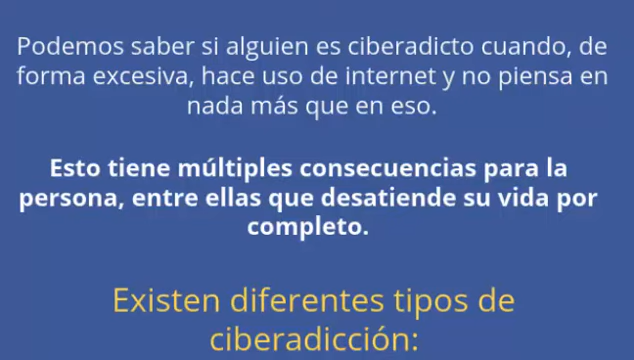 Podemos saber si alguien es ciberadicto cuando, de
forma excesiva, hace uso de internet y no piensa en
nada más que en eso.
Esto tiene múltiples consecuencias para la
persona, entre ellas que desatiende su vida por
completo.
Existen diferentes tipos de
ciberadicción: